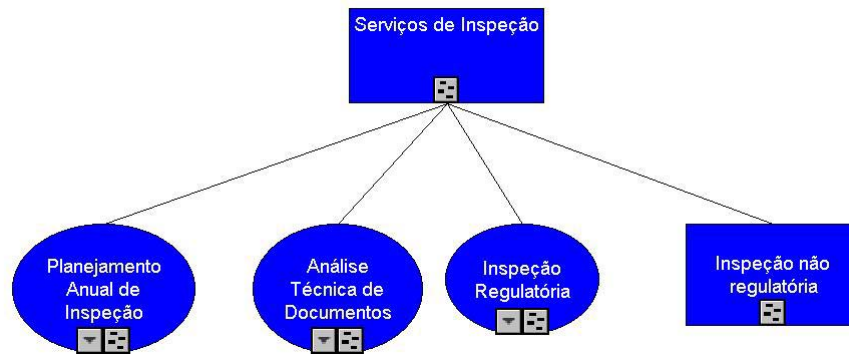 Serviços de Inspeção
Planejamento
Anual de
Inspeção
Análise
Técnica de
Documentos
Inspeção
Regulatória
Inspeção não
regulatória